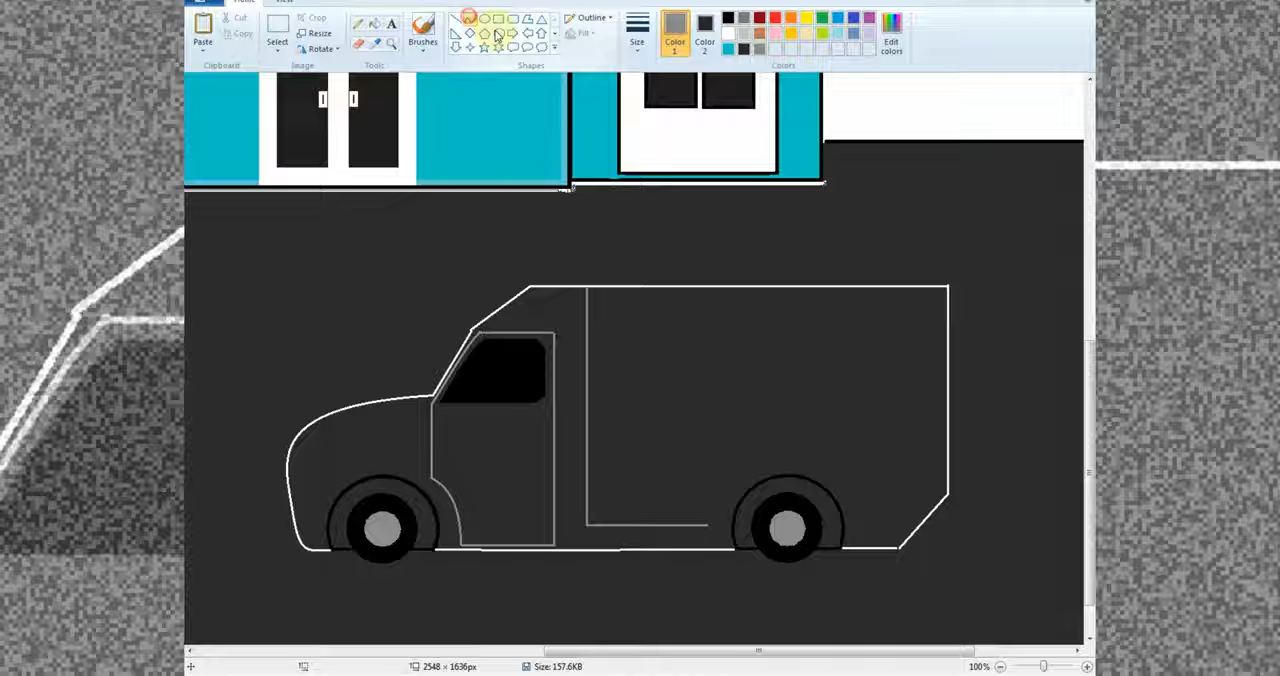 Paste
Cut
Copy
Clipboard
Select
Crop
Resize
Rotate
Image
A
Tools
Brushes
Shapes
Outline
Fill
Size
Color
1
Color
2
Colors
Edit
colors
2548 × 1636px
Size: 157.6KB
100%